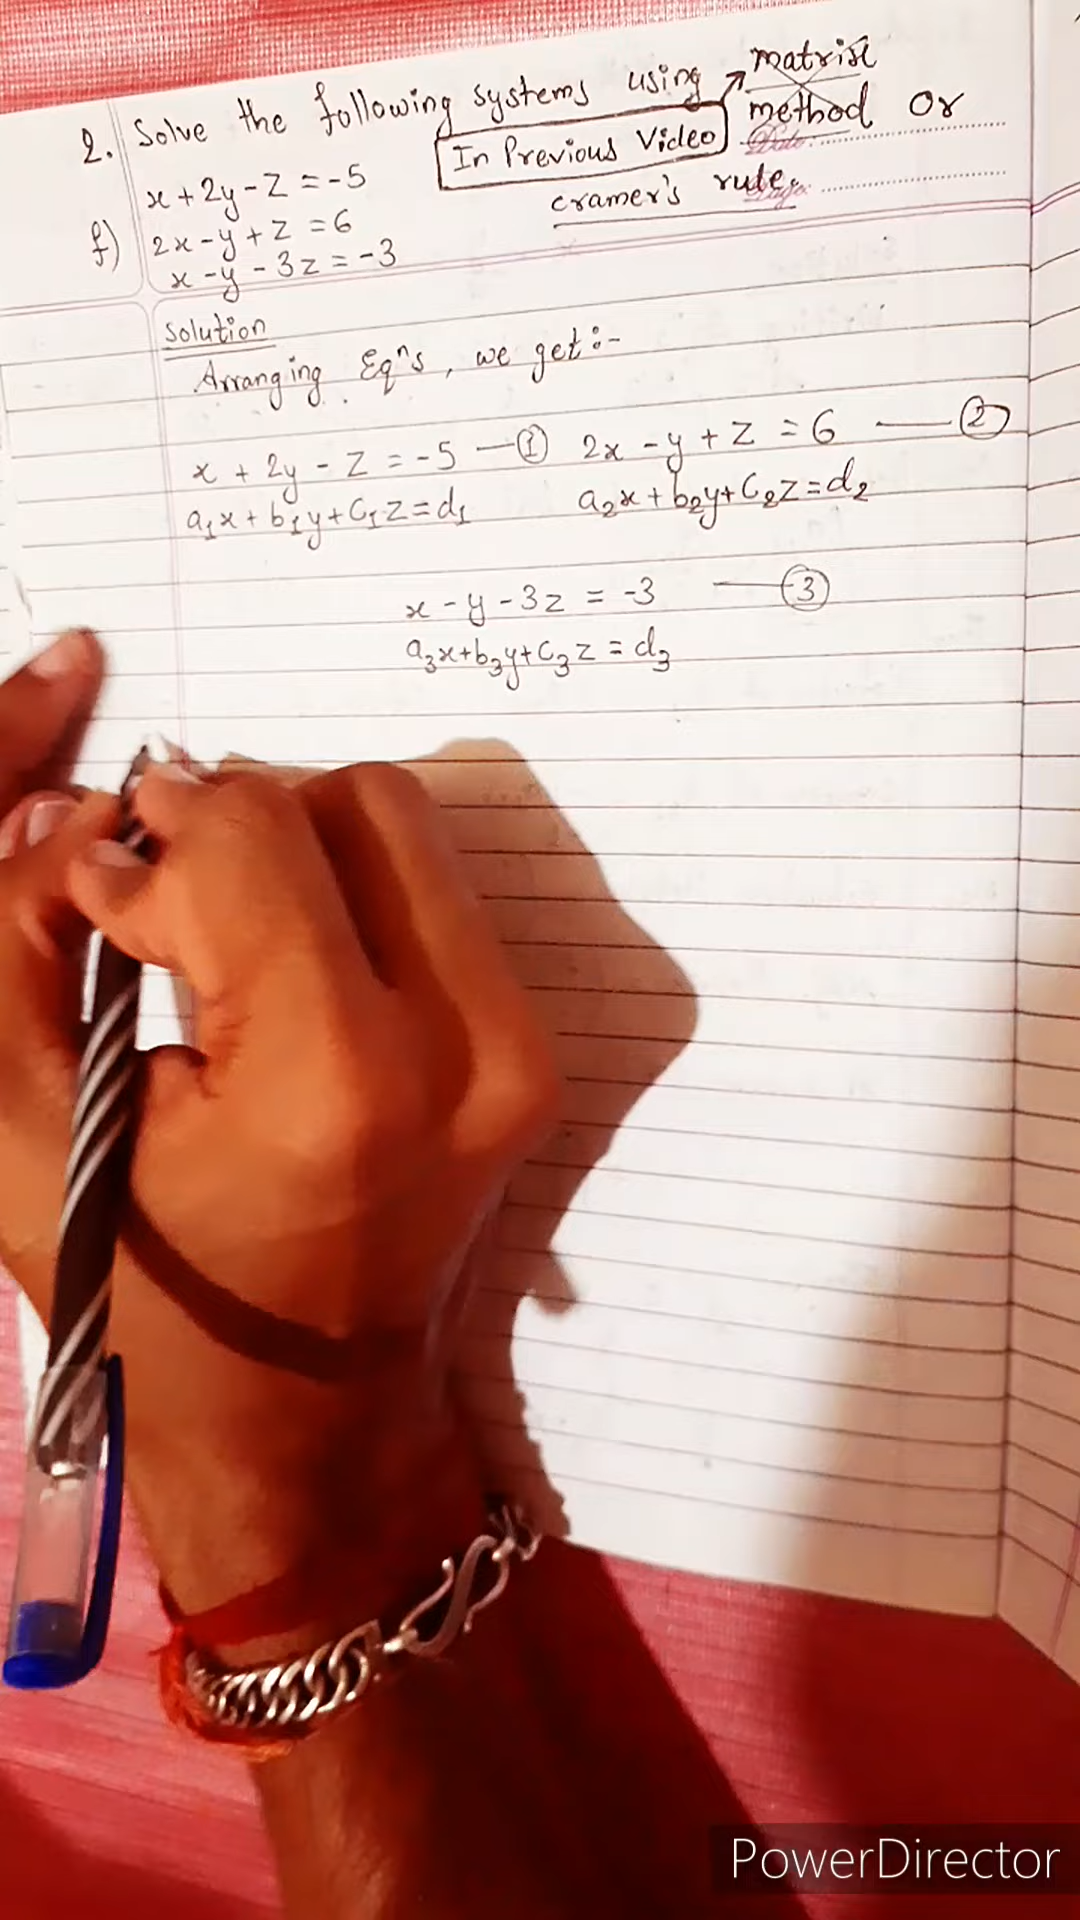 2. Solve the following systems using matrix
method or
In Previous Video
cramer's rule.
f) x + 2y - z = -5
2x - y + z = 6
x - y - 3z = -3
Solution
Arranging Eqⁿs, we get :-
x + 2y - z = -5 — ① 2x - y + z = 6 — ②
a₁x + b₁y + c₁z = d₁ a₂x + b₂y + c₂z = d₂
x - y - 3z = -3 — ③
a₃x + b₃y + c₃z = d₃
PowerDirector